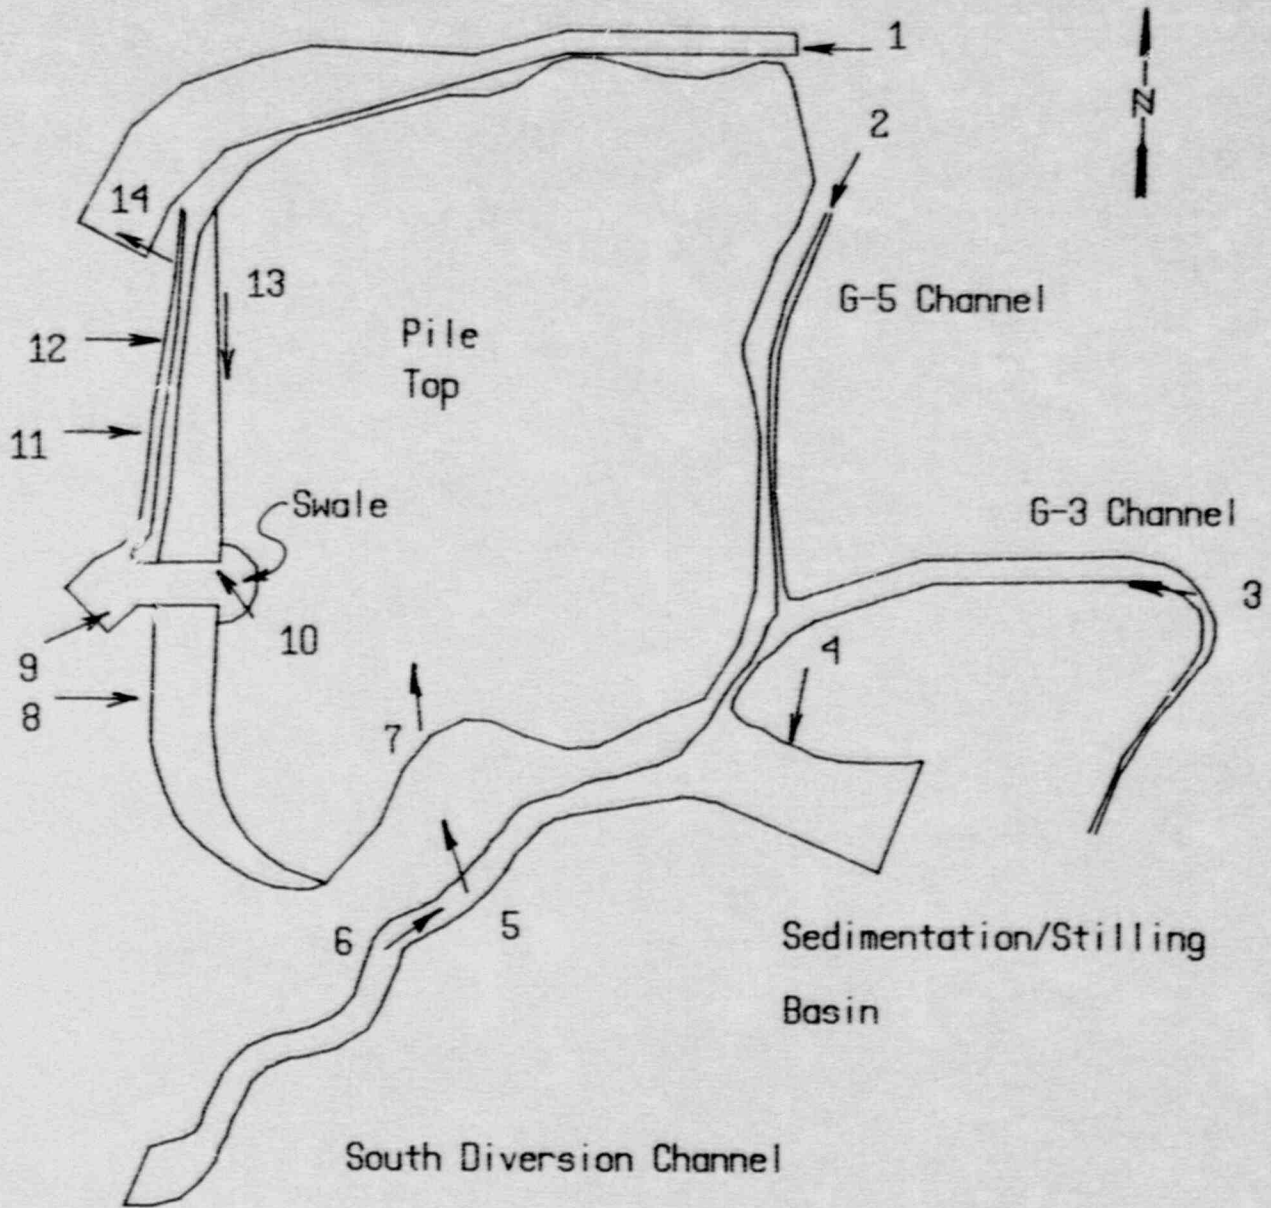 1
N
2
14
13
G-5 Channel
Pile
Top
12
11
Swale
G-3 Channel
3
10
4
9
8
7
5
6
Sedimentation/Stilling
Basin
South Diversion Channel